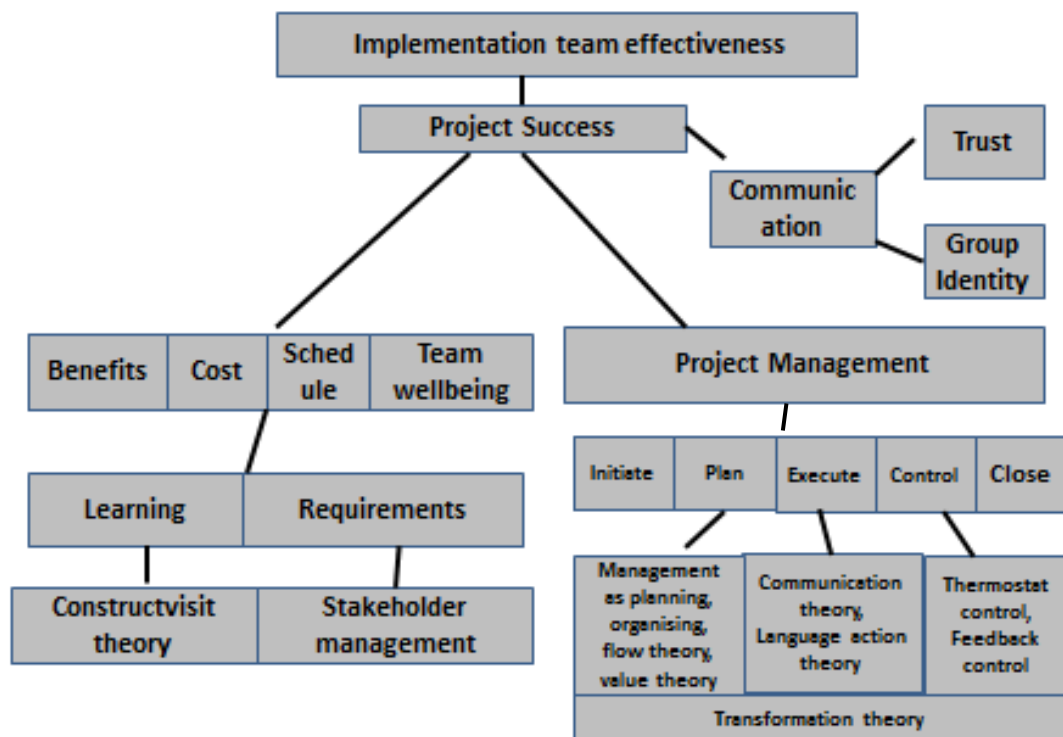 Implementation team effectiveness
Project Success
Trust
Communic
ation
Group
Identity
Benefits
Cost
Sched
ule
Team
wellbeing
Project Management
Initiate
Plan
Execute
Control
Close
Learning
Requirements
Constructvisit
theory
Stakeholder
management
Management
as planning,
organising,
flow theory,
value theory
Communication
theory,
Language action
theory
Thermostat
control,
Feedback
control
Transformation theory